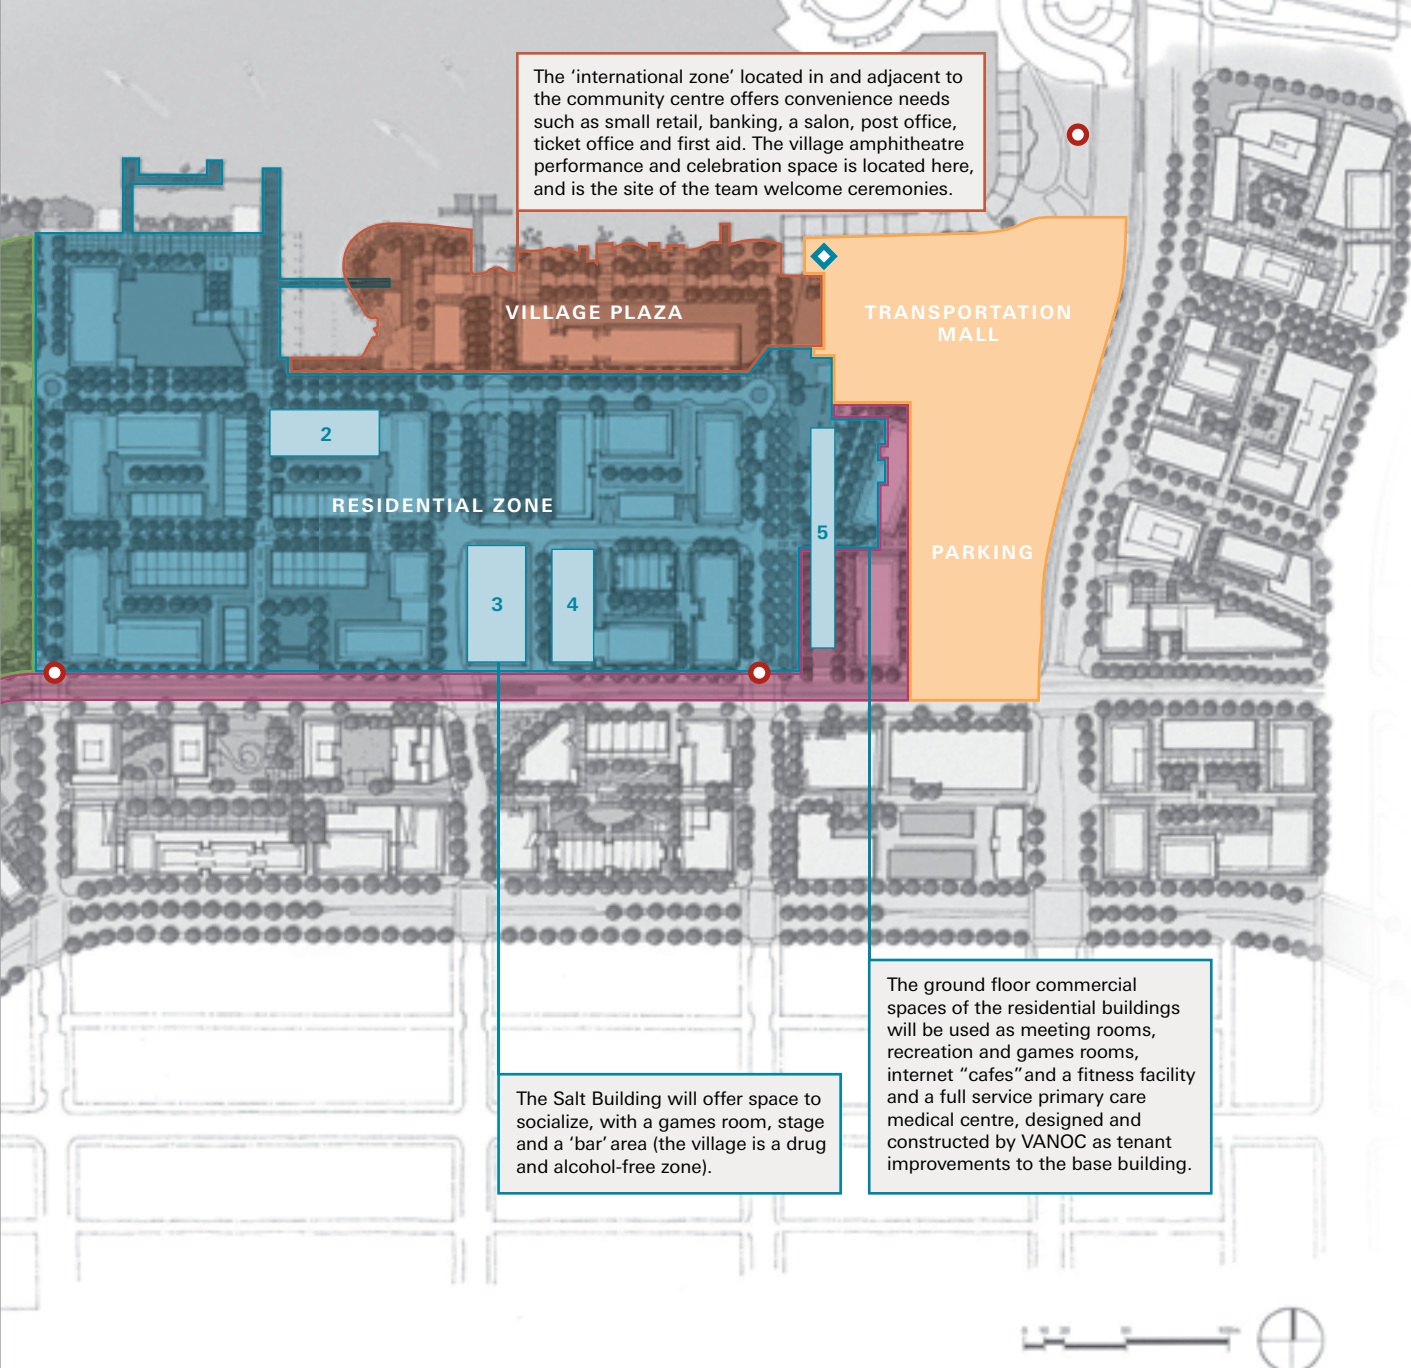 The ‘international zone’ located in and adjacent to
the community centre offers convenience needs
such as small retail, banking, a salon, post office,
ticket office and first aid. The village amphitheatre
performance and celebration space is located here,
and is the site of the team welcome ceremonies.
VILLAGE PLAZA
TRANSPORTATION
MALL
2
RESIDENTIAL ZONE
5
PARKING
3
4
The ground floor commercial
spaces of the residential buildings
will be used as meeting rooms,
recreation and games rooms,
internet “cafes” and a fitness facility
and a full service primary care
medical centre, designed and
constructed by VANOC as tenant
improvements to the base building.
The Salt Building will offer space to
socialize, with a games room, stage
and a ‘bar’ area (the village is a drug
and alcohol-free zone).